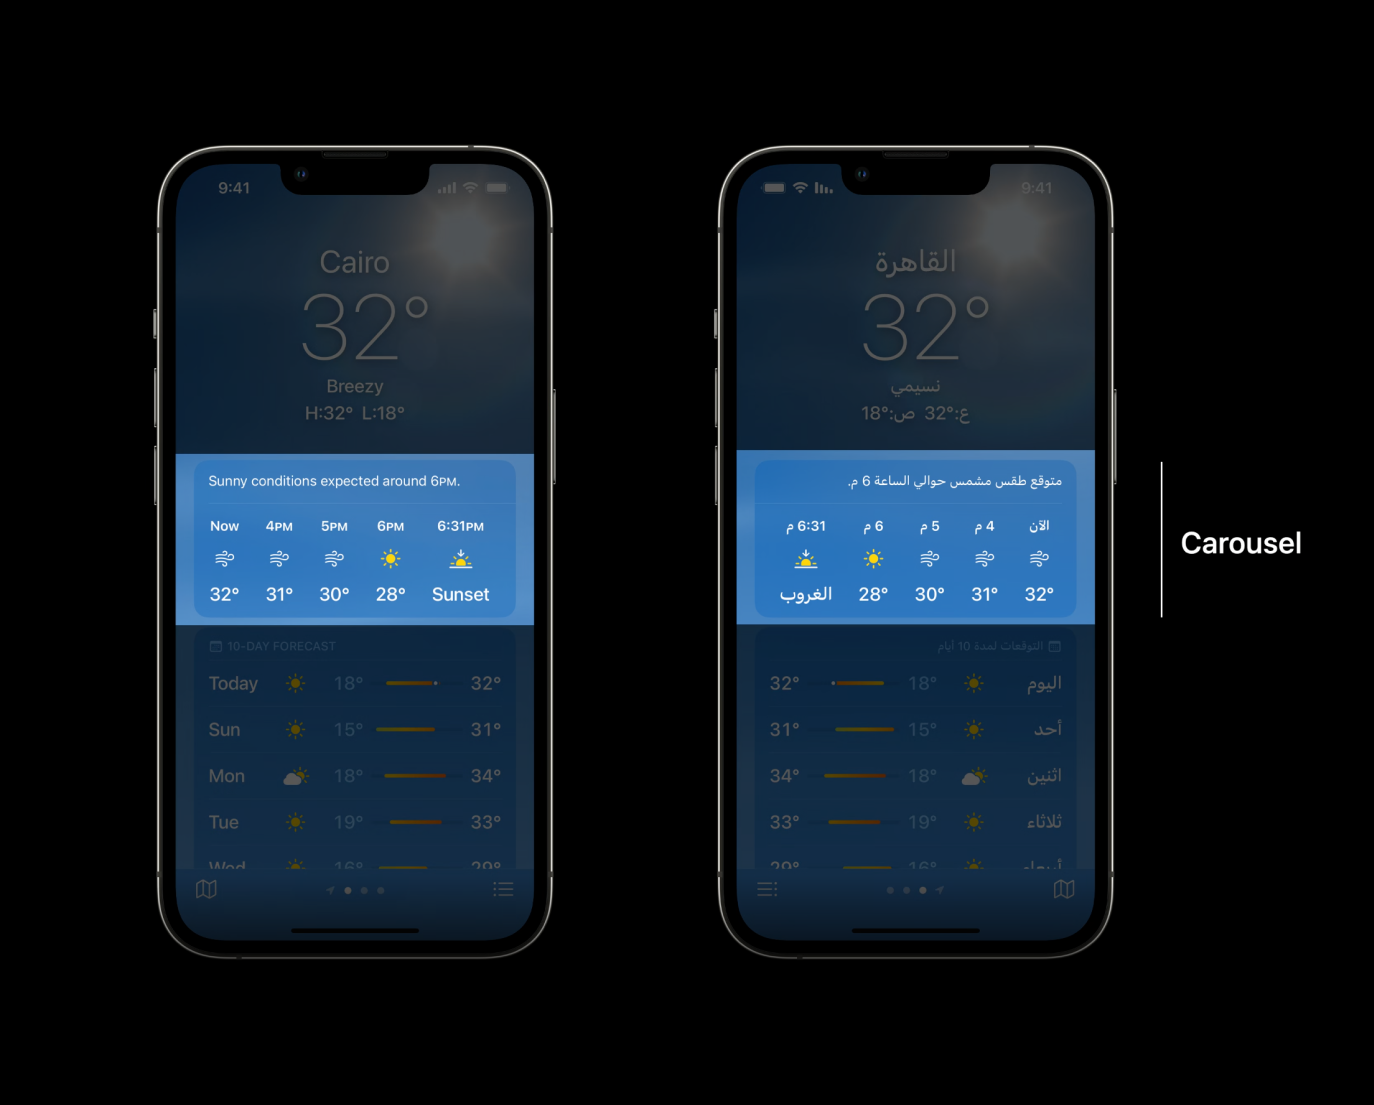 9:41
Cairo
32°
Breezy
H:32° L:18°
Sunny conditions expected around 6PM.
Now 4PM 5PM 6PM 6:31PM
32° 31° 30° 28° Sunset
10-DAY FORECAST
Today 18° 32°
Sun 15° 31°
Mon 18° 34°
Tue 19° 33°
Wed 16° 29°
9:41
القاهرة
32°
نسيمي
ع:32° ص:18°
متوقع طقس مشمس حوالي الساعة 6 م.
الآن 4 م 5 م 6 م 6:31 م
32° 31° 30° 28° الغروب
التوقعات لمدة 10 أيام
اليوم 18° 32°
أحد 15° 31°
اثنين 18° 34°
ثلاثاء 19° 33°
أربعاء 16° 29°
Carousel